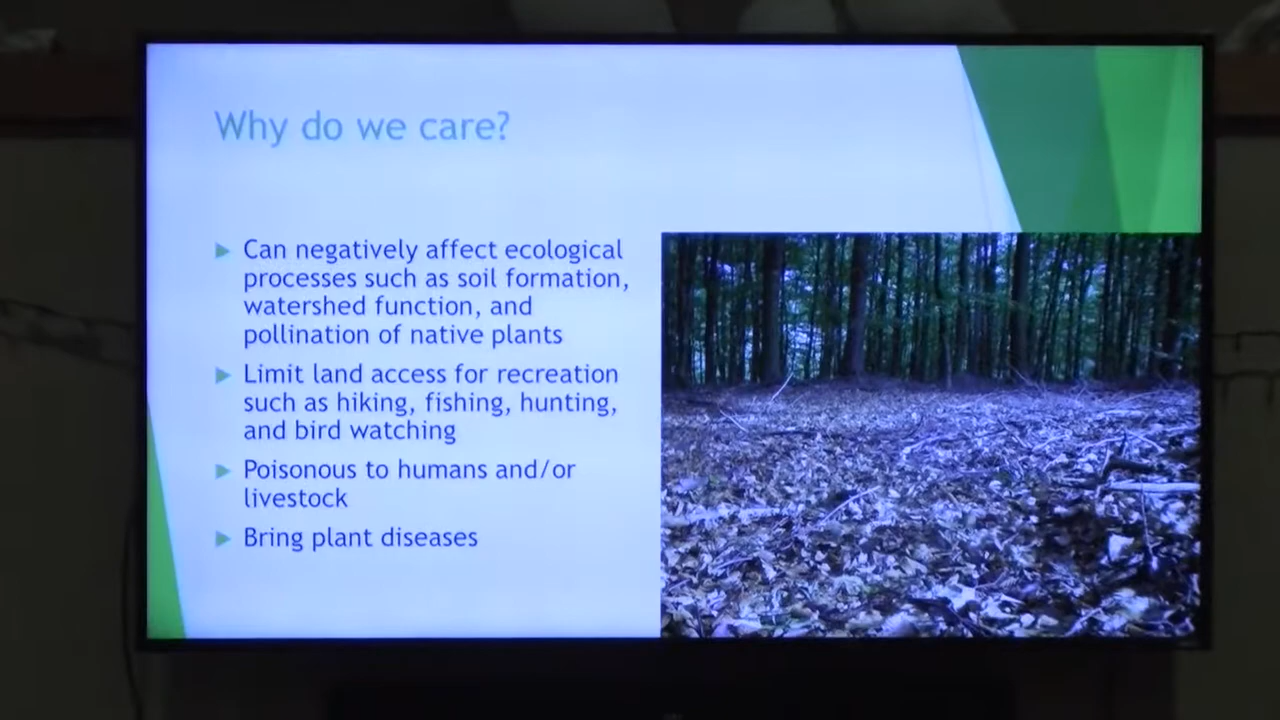 Why do we care?
Can negatively affect ecological
processes such as soil formation,
watershed function, and
pollination of native plants
Limit land access for recreation
such as hiking, fishing, hunting,
and bird watching
Poisonous to humans and/or
livestock
Bring plant diseases